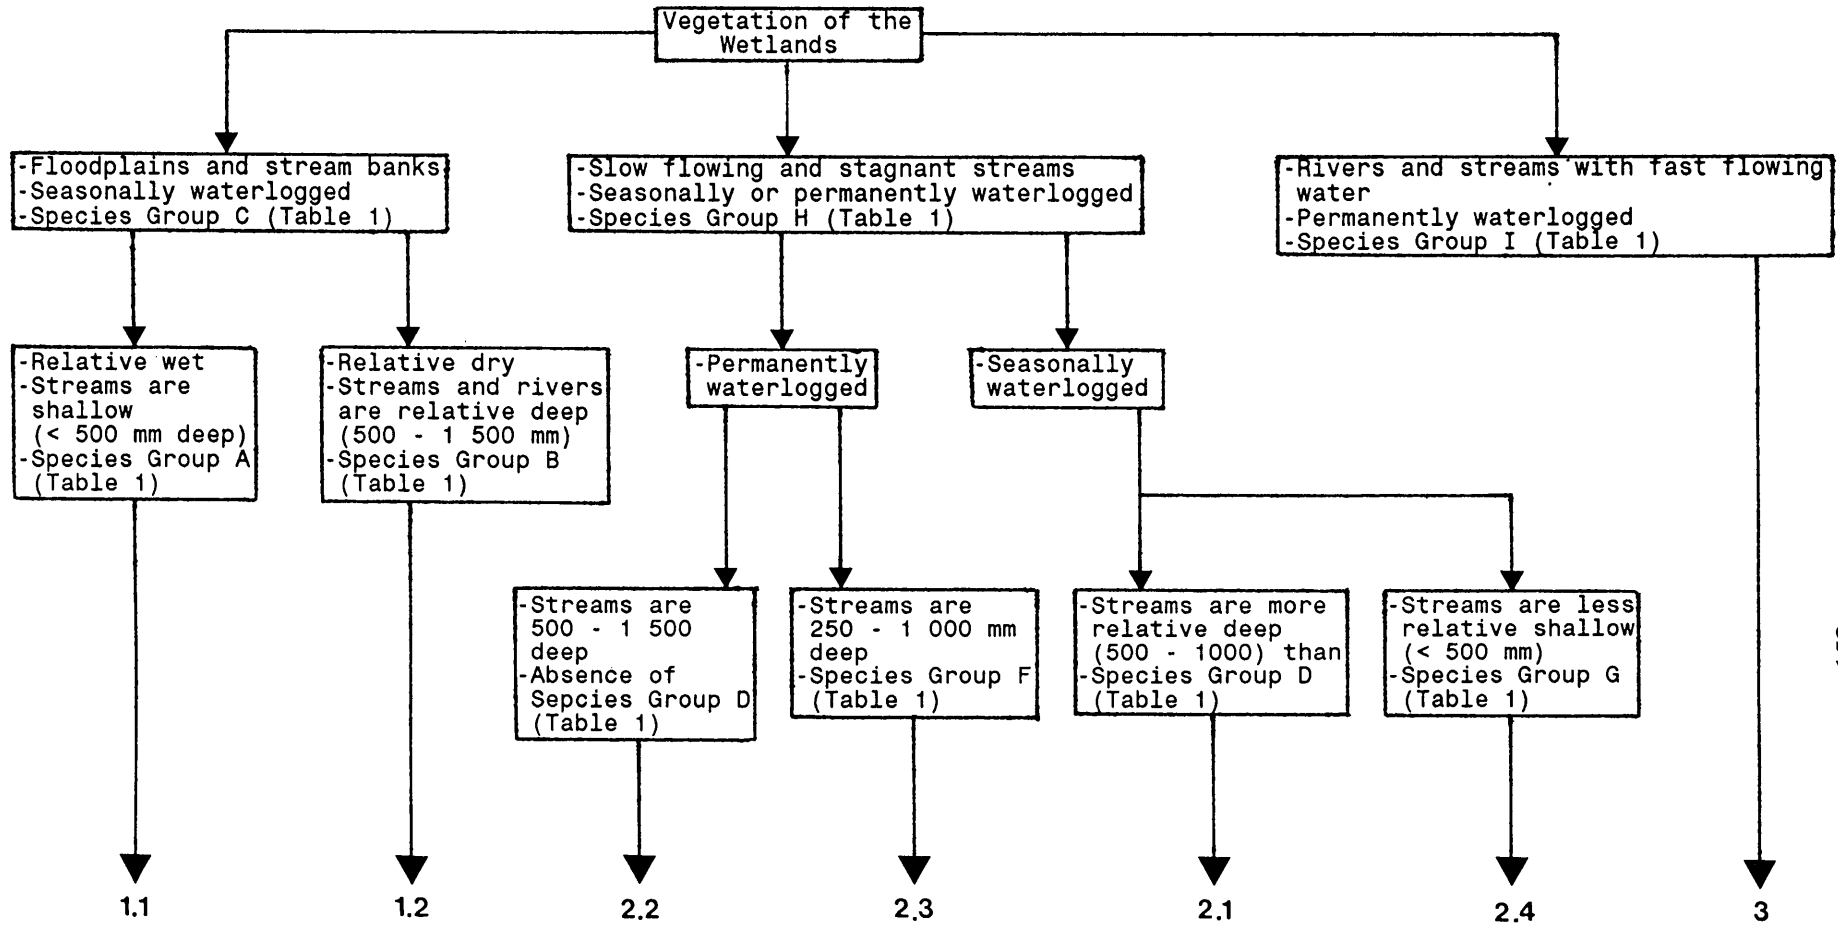 Vegetation of the
Wetlands
-Floodplains and stream banks
-Seasonally waterlogged
-Species Group C (Table 1)
-Slow flowing and stagnant streams
-Seasonally or permanently waterlogged
-Species Group H (Table 1)
-Rivers and streams with fast flowing
water
-Permanently waterlogged
-Species Group I (Table 1)
-Relative wet
-Streams are
shallow
(< 500 mm deep)
-Species Group A
(Table 1)
-Relative dry
-Streams and rivers
are relative deep
(500 - 1 500 mm)
-Species Group B
(Table 1)
-Permanently
waterlogged
-Seasonally
waterlogged
-Streams are
500 - 1 500
deep
-Absence of
Sepcies Group D
(Table 1)
-Streams are
250 - 1 000 mm
deep
-Species Group F
(Table 1)
-Streams are more
relative deep
(500 - 1000) than
-Species Group D
(Table 1)
-Streams are less
relative shallow
(< 500 mm)
-Species Group G
(Table 1)
1.1
1.2
2.2
2.3
2.1
2.4
3